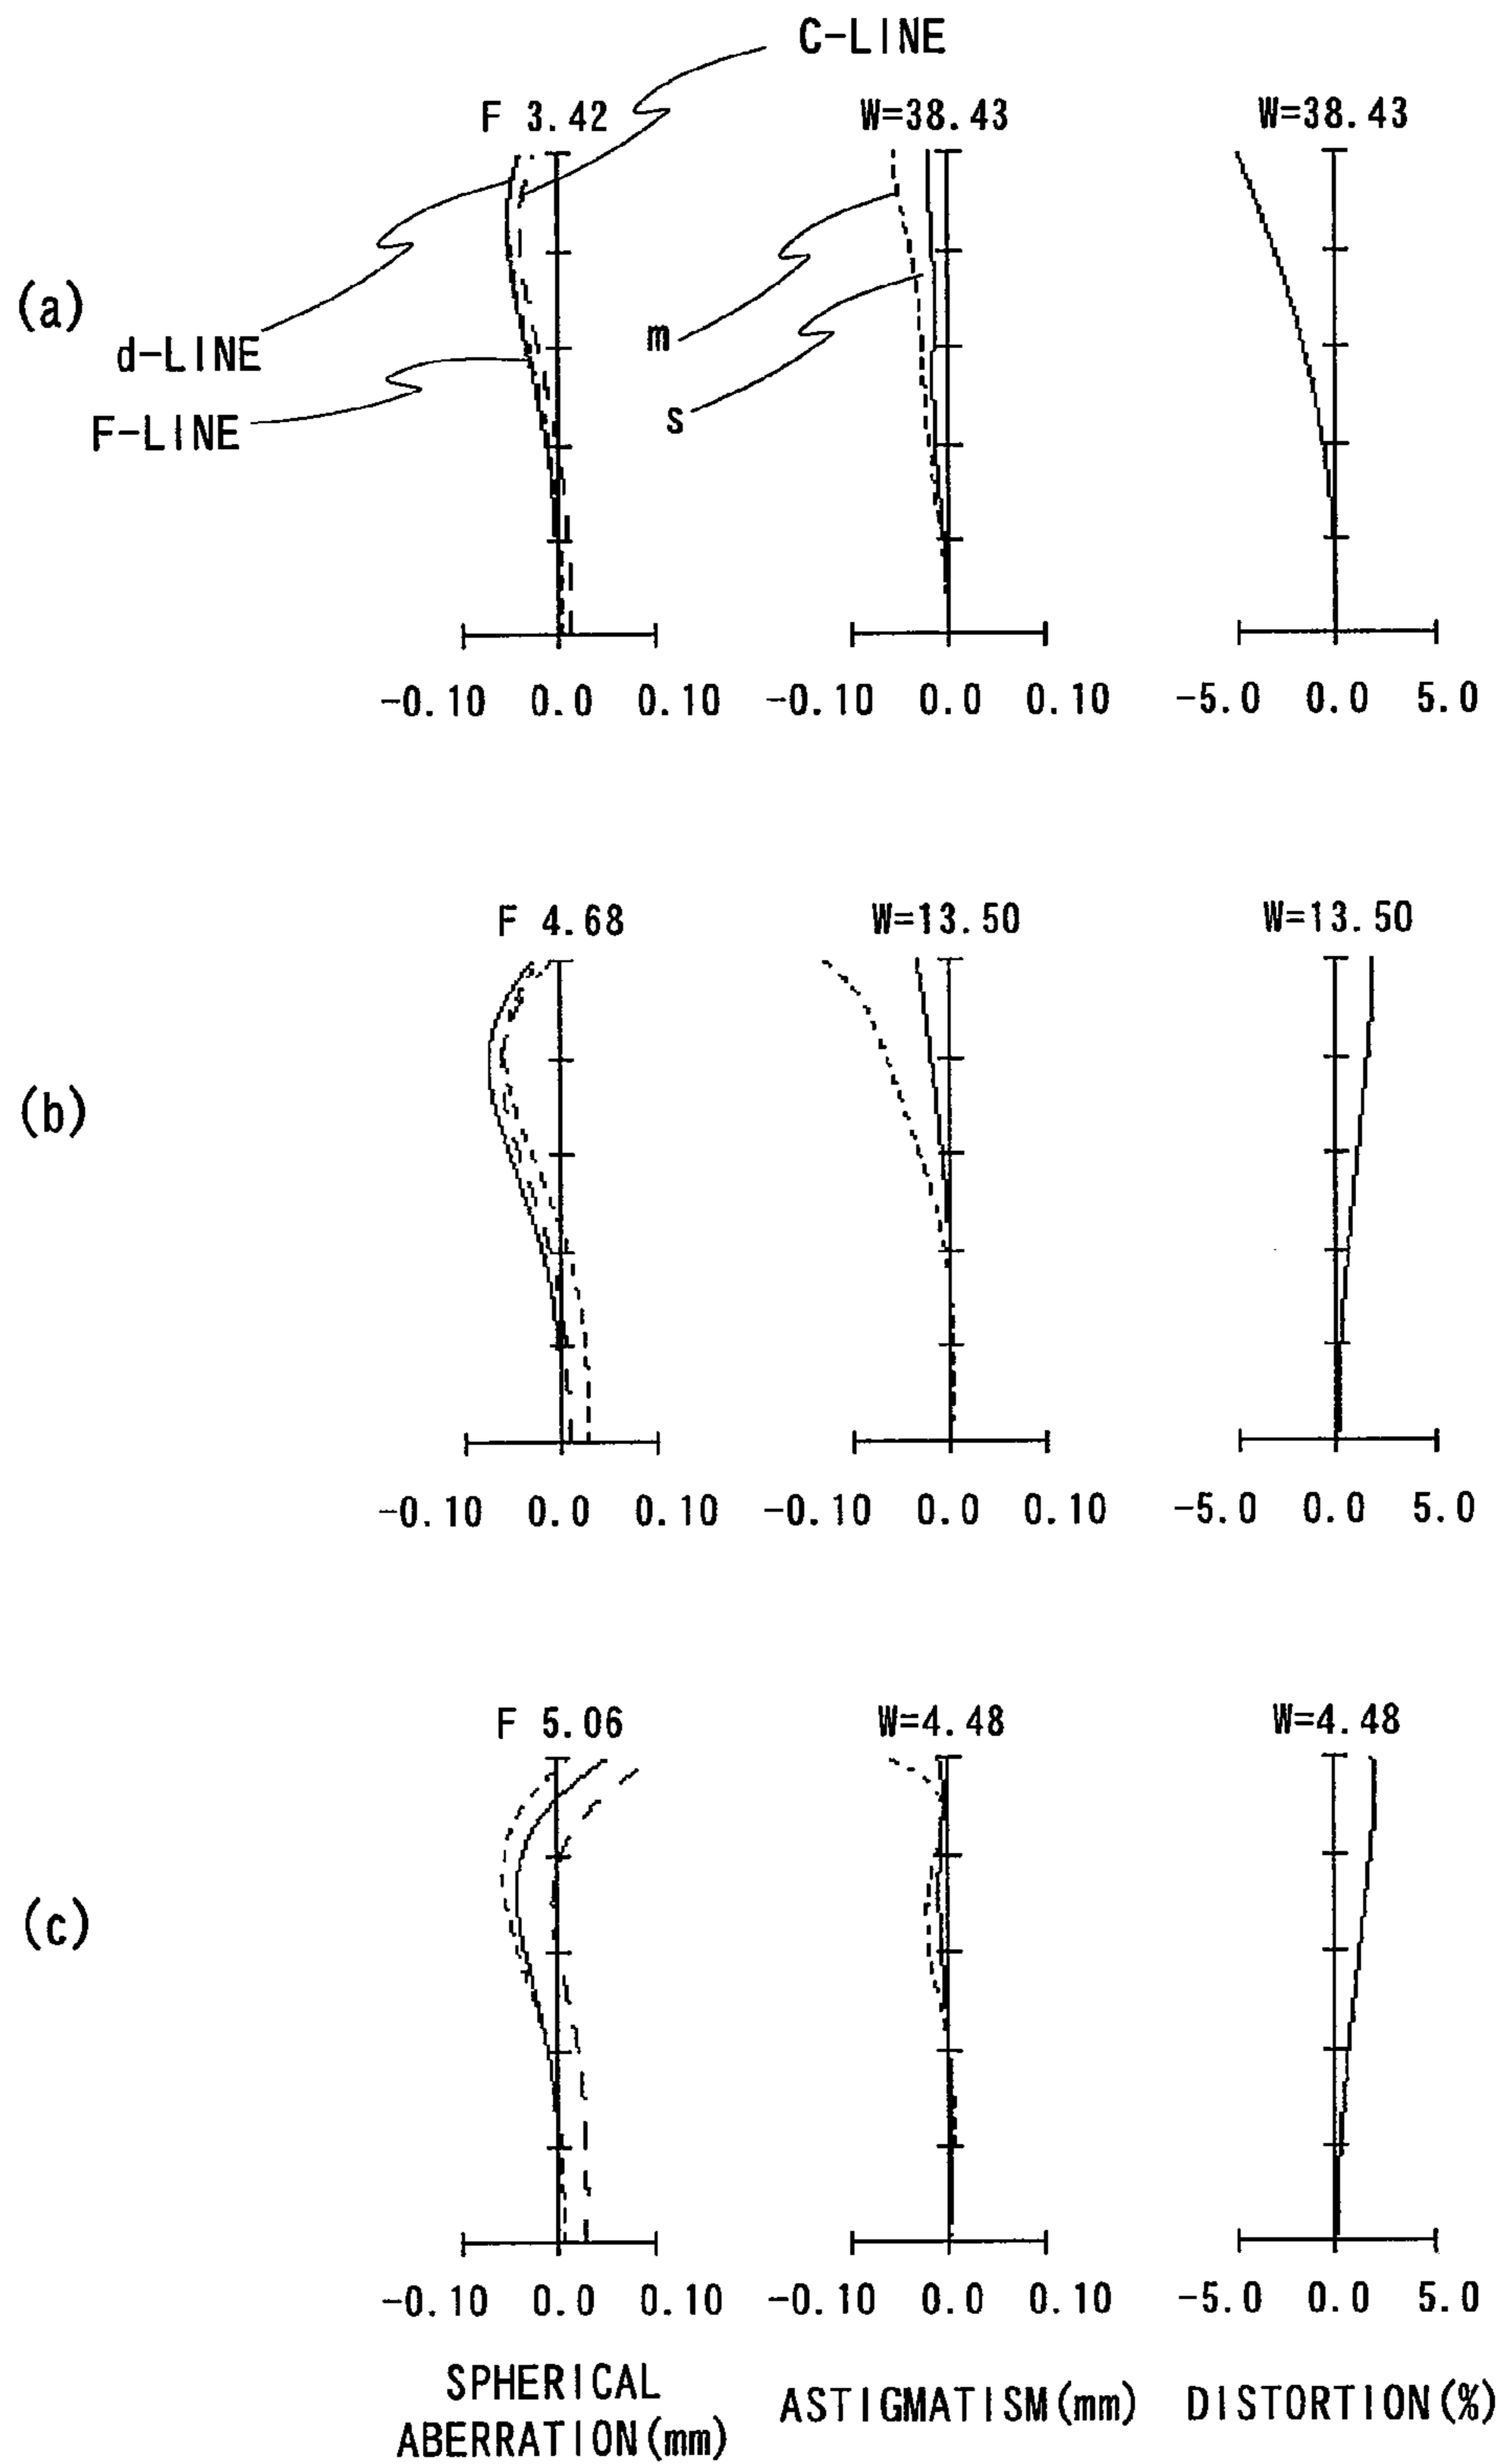 C-LINE
F 3.42
W=38.43
W=38.43
(a)
d-LINE
F-LINE
m
s
-0.10 0.0 0.10
-0.10 0.0 0.10
-5.0 0.0 5.0
F 4.68
W=13.50
W=13.50
(b)
-0.10 0.0 0.10
-0.10 0.0 0.10
-5.0 0.0 5.0
F 5.06
W=4.48
W=4.48
(c)
-0.10 0.0 0.10
-0.10 0.0 0.10
-5.0 0.0 5.0
SPHERICAL
ABERRATION(mm)
ASTIGMATISM(mm)
DISTORTION(%)